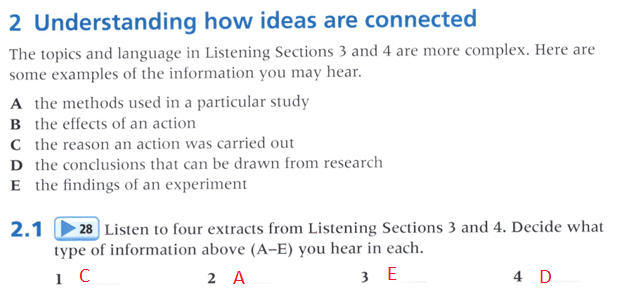 2 Understanding how ideas are connected
The topics and language in Listening Sections 3 and 4 are more complex. Here are
some examples of the information you may hear.
A the methods used in a particular study
B the effects of an action
C the reason an action was carried out
D the conclusions that can be drawn from research
E the findings of an experiment
2.1 28 Listen to four extracts from Listening Sections 3 and 4. Decide what
type of information above (A–E) you hear in each.
1 C 2 A 3 E 4 D